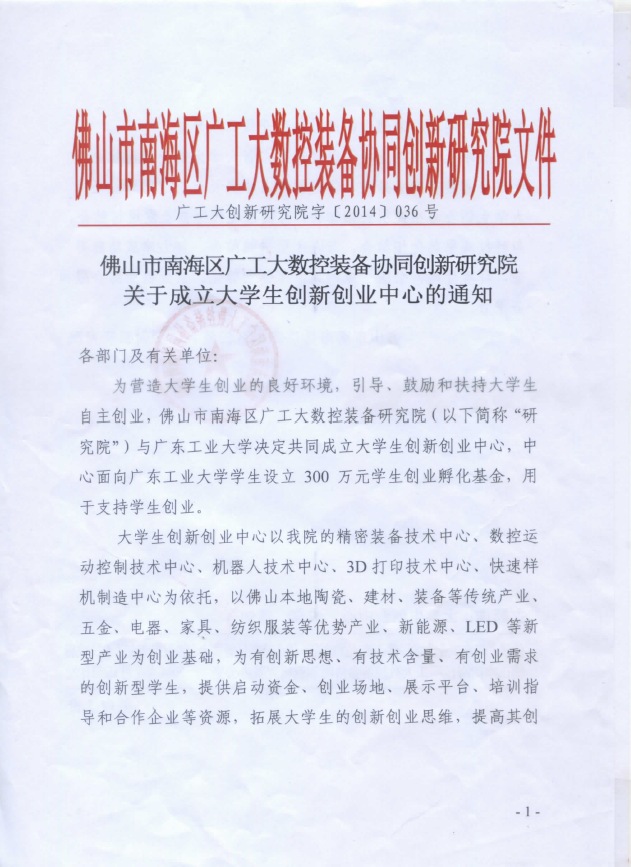 佛山市南海区广工大数控装备协同创新研究院文件
广工大创新研究院字〔2014〕036 号
佛山市南海区广工大数控装备协同创新研究院
关于成立大学生创新创业中心的通知
各部门及有关单位:
为营造大学生创业的良好环境，引导、鼓励和扶持大学生
自主创业，佛山市南海区广工大数控装备研究院（以下简称“研
究院”）与广东工业大学决定共同成立大学生创新创业中心，中
心面向广东工业大学学生设立 300 万元学生创业孵化基金，用
于支持学生创业。
大学生创新创业中心以我院的精密装备技术中心、数控运
动控制技术中心、机器人技术中心、3D 打印技术中心、快速样
机制造中心为依托，以佛山本地陶瓷、建材、装备等传统产业、
五金、电器、家具、纺织服装等优势产业、新能源、LED 等新
型产业为创业基础，为有创新思想、有技术含量、有创业需求
的创新型学生，提供启动资金、创业场地、展示平台、培训指
导和合作企业等资源，拓展大学生的创新创业思维，提高其创
- 1 -